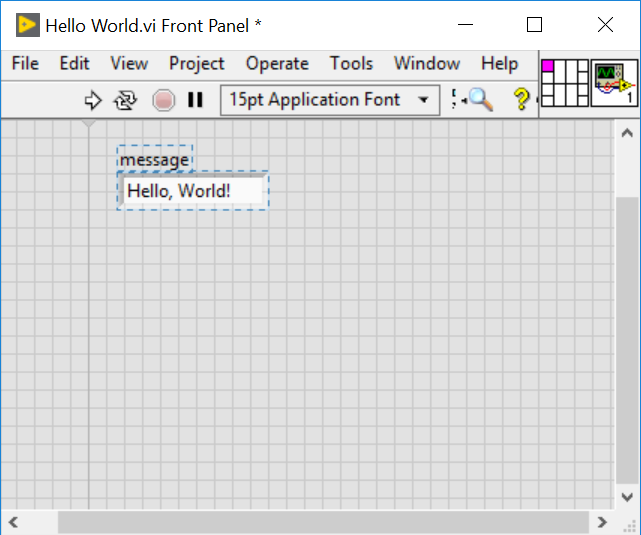 Hello World.vi Front Panel *
File Edit View Project Operate Tools Window Help
15pt Application Font
1
message
Hello, World!